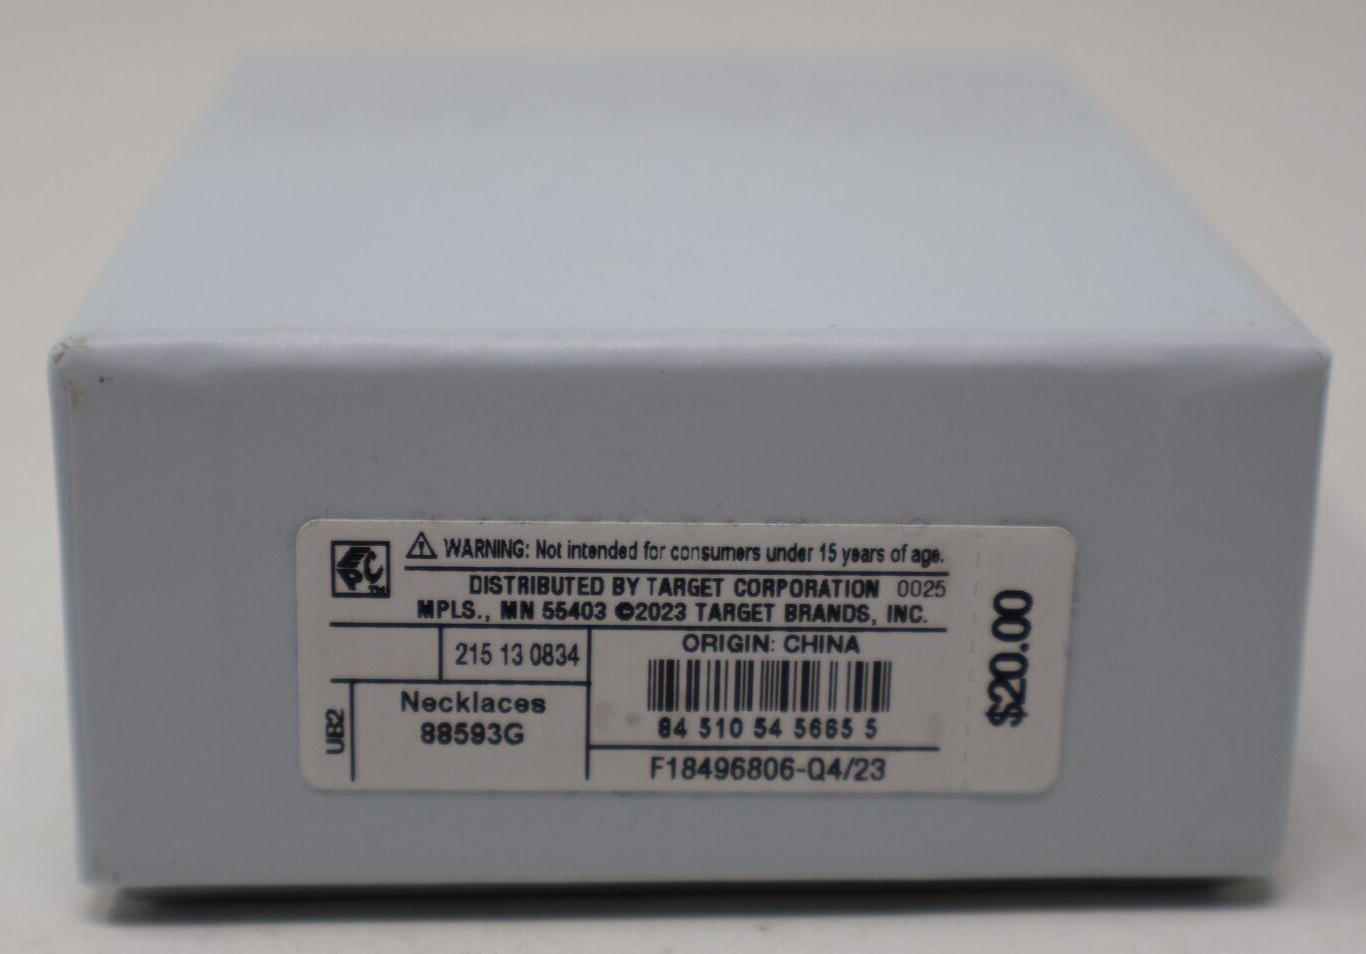 ⚠ WARNING: Not intended for consumers under 15 years of age.
EPC™
DISTRIBUTED BY TARGET CORPORATION 0025
MPLS., MN 55403 ©2023 TARGET BRANDS, INC.
215 13 0834
ORIGIN: CHINA
Necklaces
88593G
UB2
84 510 54 5665 5
F18496806-Q4/23
$20.00